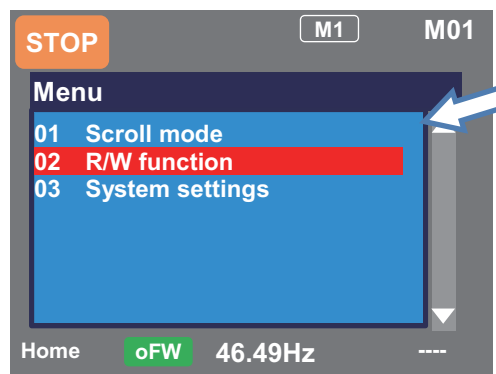 STOP M1 M01
Menu
01 Scroll mode
02 R/W function
03 System settings
Home oFW 46.49Hz ----